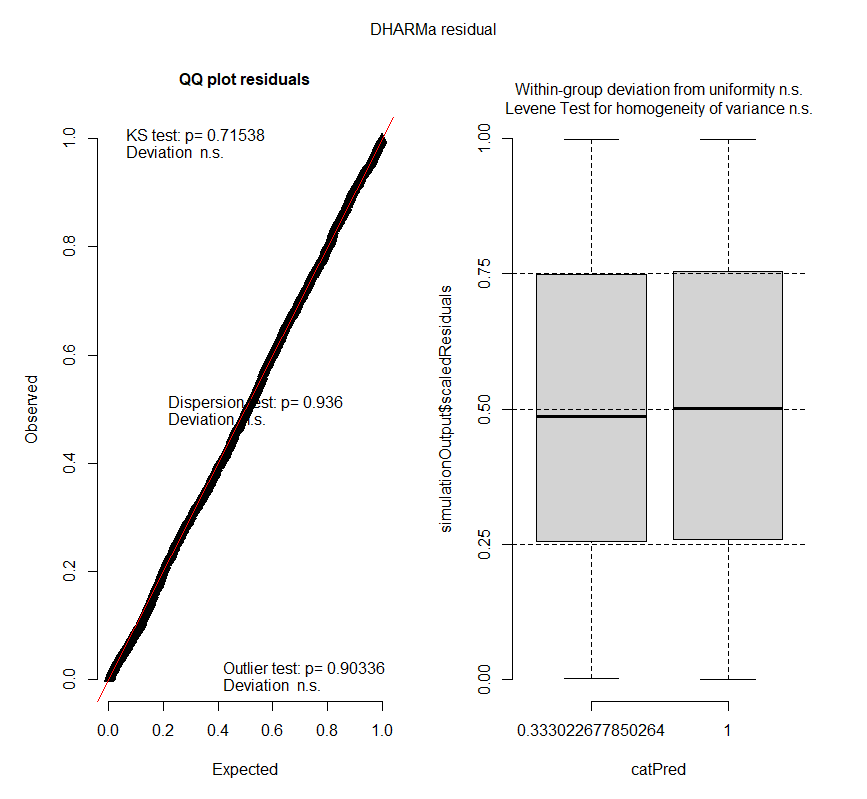 DHARMa residual
QQ plot residuals
KS test: p= 0.71538
Deviation n.s.
Dispersion test: p= 0.936
Deviation n.s.
Outlier test: p= 0.90336
Deviation n.s.
Observed
0.0 0.2 0.4 0.6 0.8 1.0
0.0 0.2 0.4 0.6 0.8 1.0
Expected
Within-group deviation from uniformity n.s.
Levene Test for homogeneity of variance n.s.
simulationOutput$scaledResiduals
0.00 0.25 0.50 0.75 1.00
0.333022677850264 1
catPred